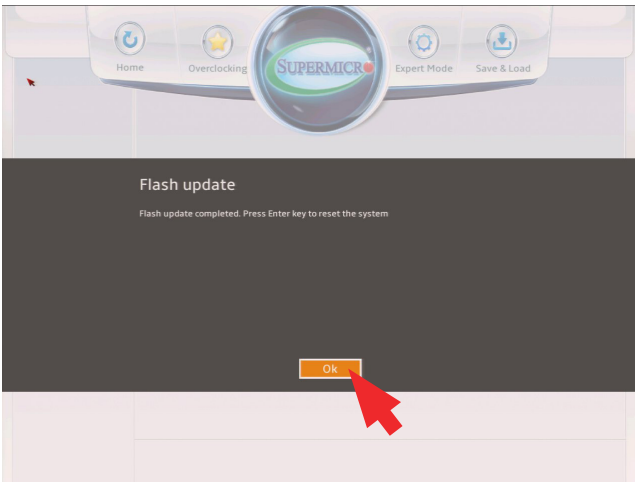 SUPERMICR
Home
Overclocking
Expert Mode
Save & Load
Flash update
Flash update completed. Press Enter key to reset the system
Ok